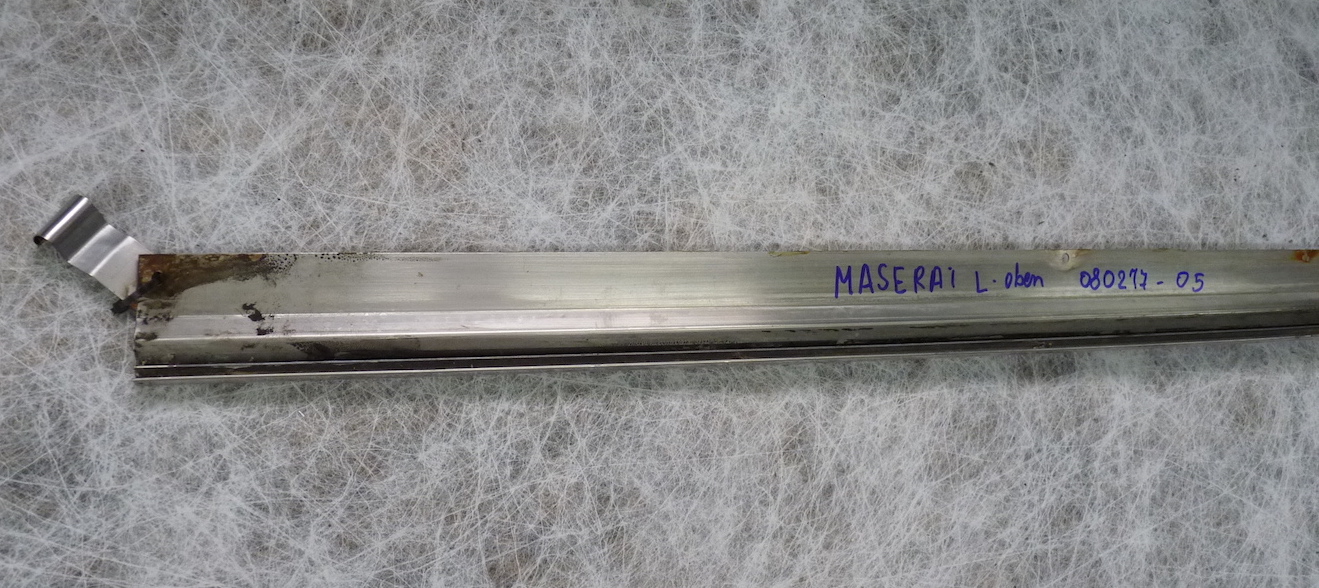 MASERAi L. oben 080277-05